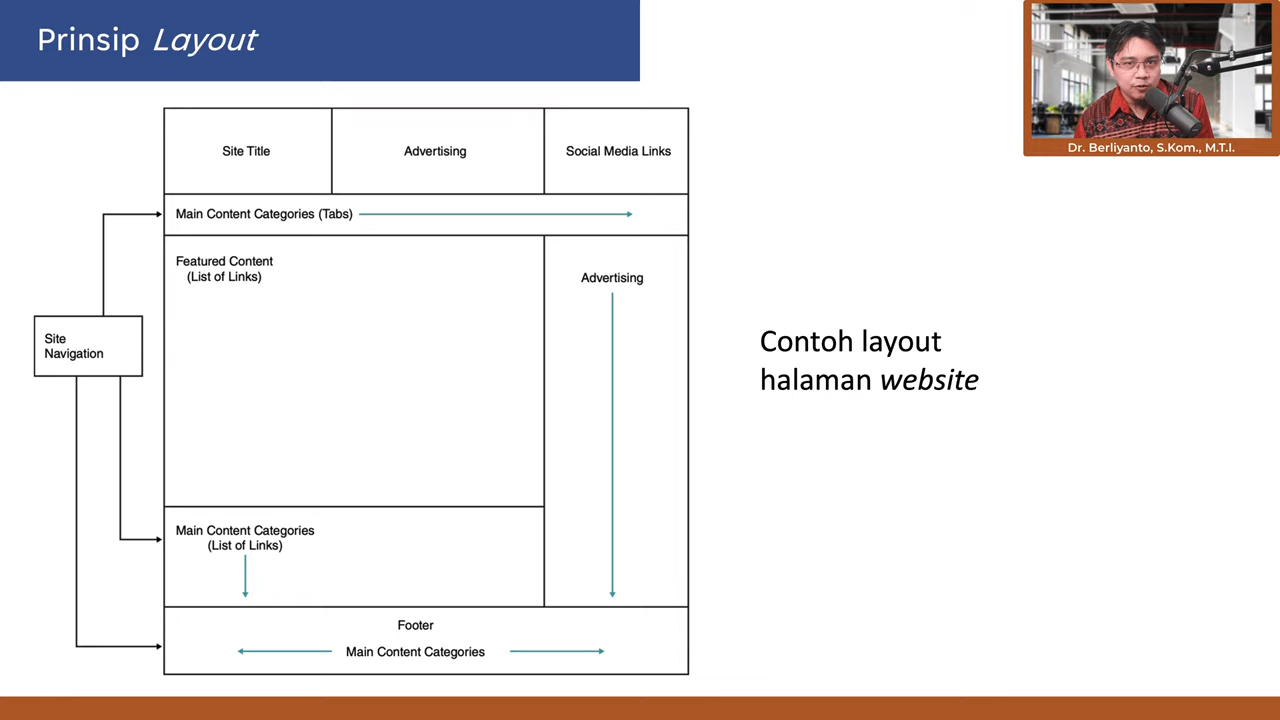 Prinsip Layout
Dr. Berliyanto, S.Kom., M.T.I.
Site Title
Advertising
Social Media Links
Main Content Categories (Tabs)
Featured Content
(List of Links)
Advertising
Site
Navigation
Contoh layout
halaman website
Main Content Categories
(List of Links)
Footer
Main Content Categories